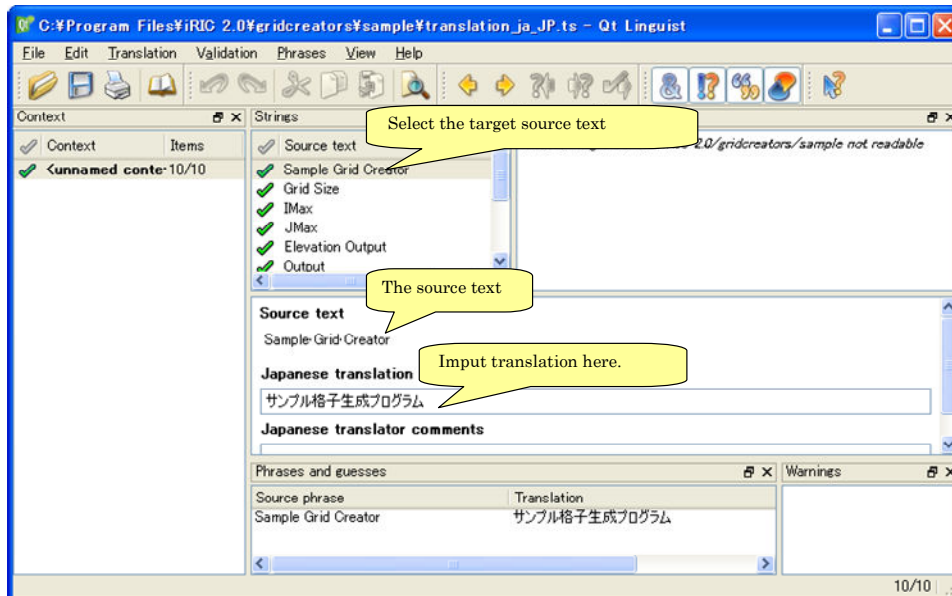 C:¥Program Files¥iRIC 2.0¥gridcreators¥sample¥translation_ja_JP.ts - Qt Linguist
File Edit Translation Validation Phrases View Help
Context
Strings
Select the target source text
Context Items
Source text
2.0/gridcreators/sample not readable
<unnamed conte 10/10
Sample Grid Creator
Grid Size
IMax
JMax
Elevation Output
Output
The source text
Source text
Sample Grid Creator
Imput translation here.
Japanese translation
サンプル格子生成プログラム
Japanese translator comments
Phrases and guesses
Warnings
Source phrase Translation
Sample Grid Creator サンプル格子生成プログラム
10/10